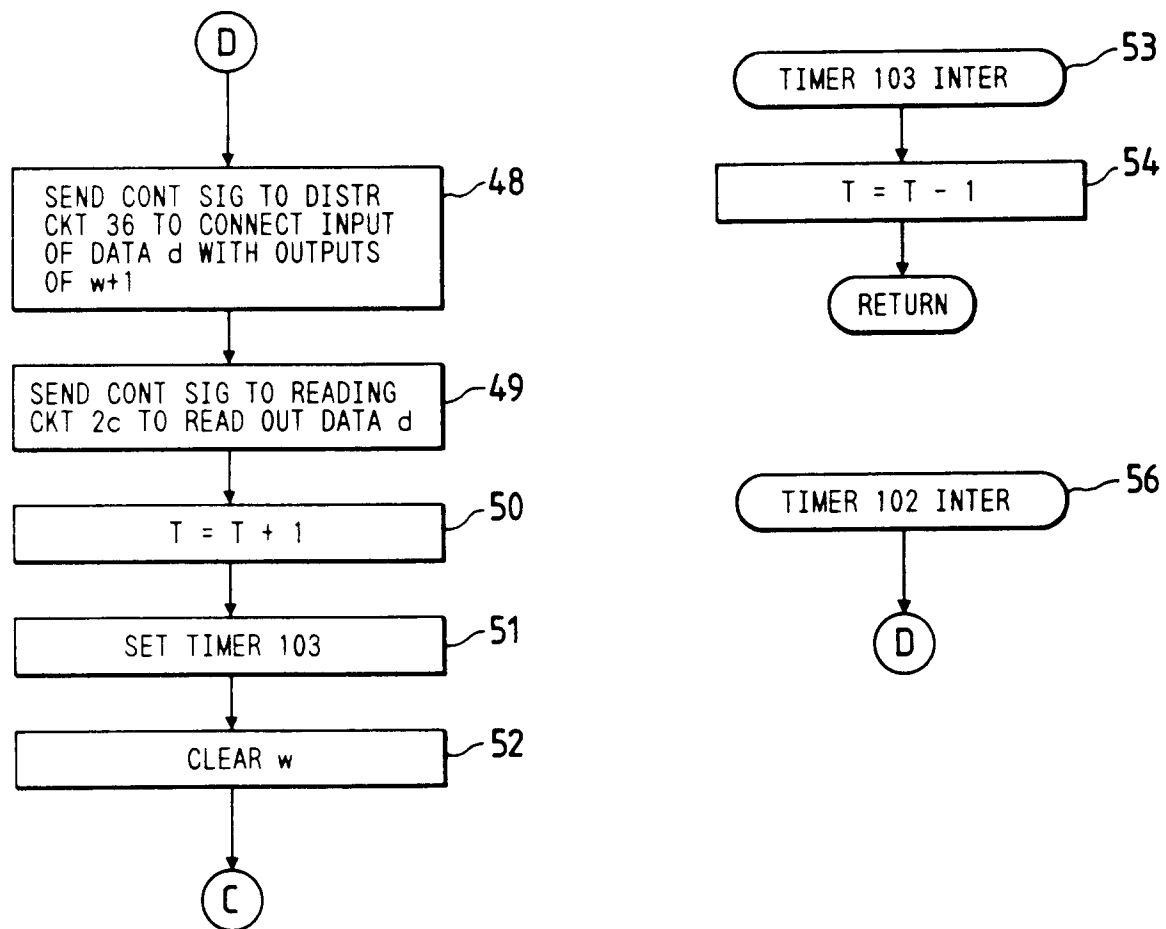 D
SEND CONT SIG TO DISTR
CKT 36 TO CONNECT INPUT
OF DATA d WITH OUTPUTS
OF w+1
48
SEND CONT SIG TO READING
CKT 2c TO READ OUT DATA d
49
T = T + 1
50
SET TIMER 103
51
CLEAR w
52
C
TIMER 103 INTER
53
T = T - 1
54
RETURN
TIMER 102 INTER
56
D